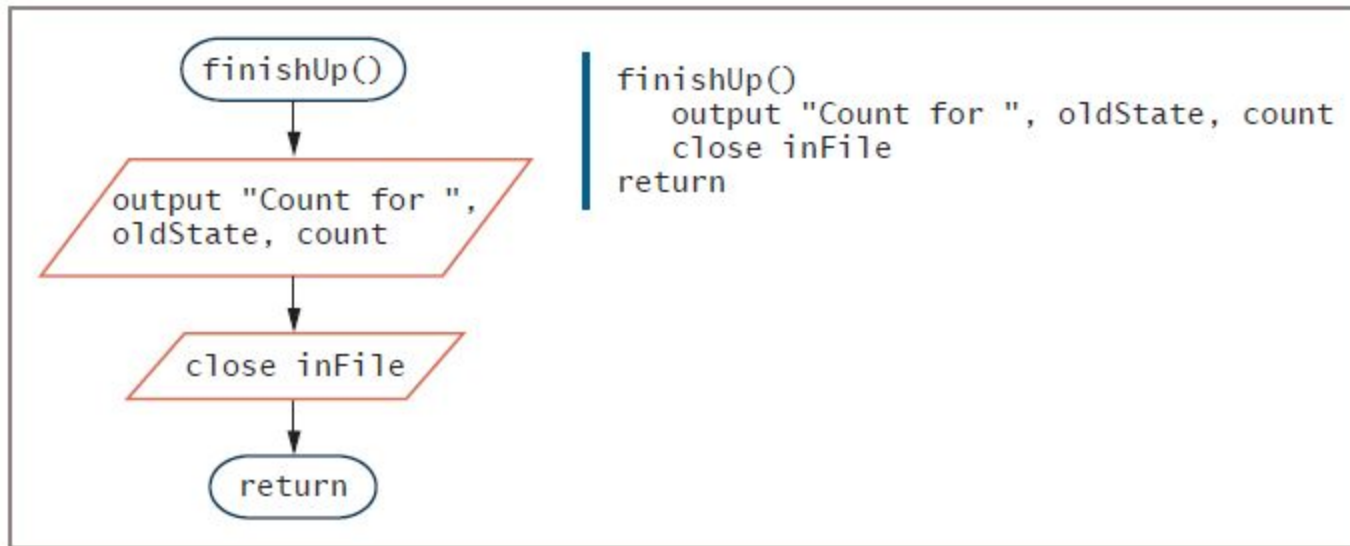 finishUp()
output "Count for ",
oldState, count
close inFile
return
finishUp()
output "Count for ", oldState, count
close inFile
return